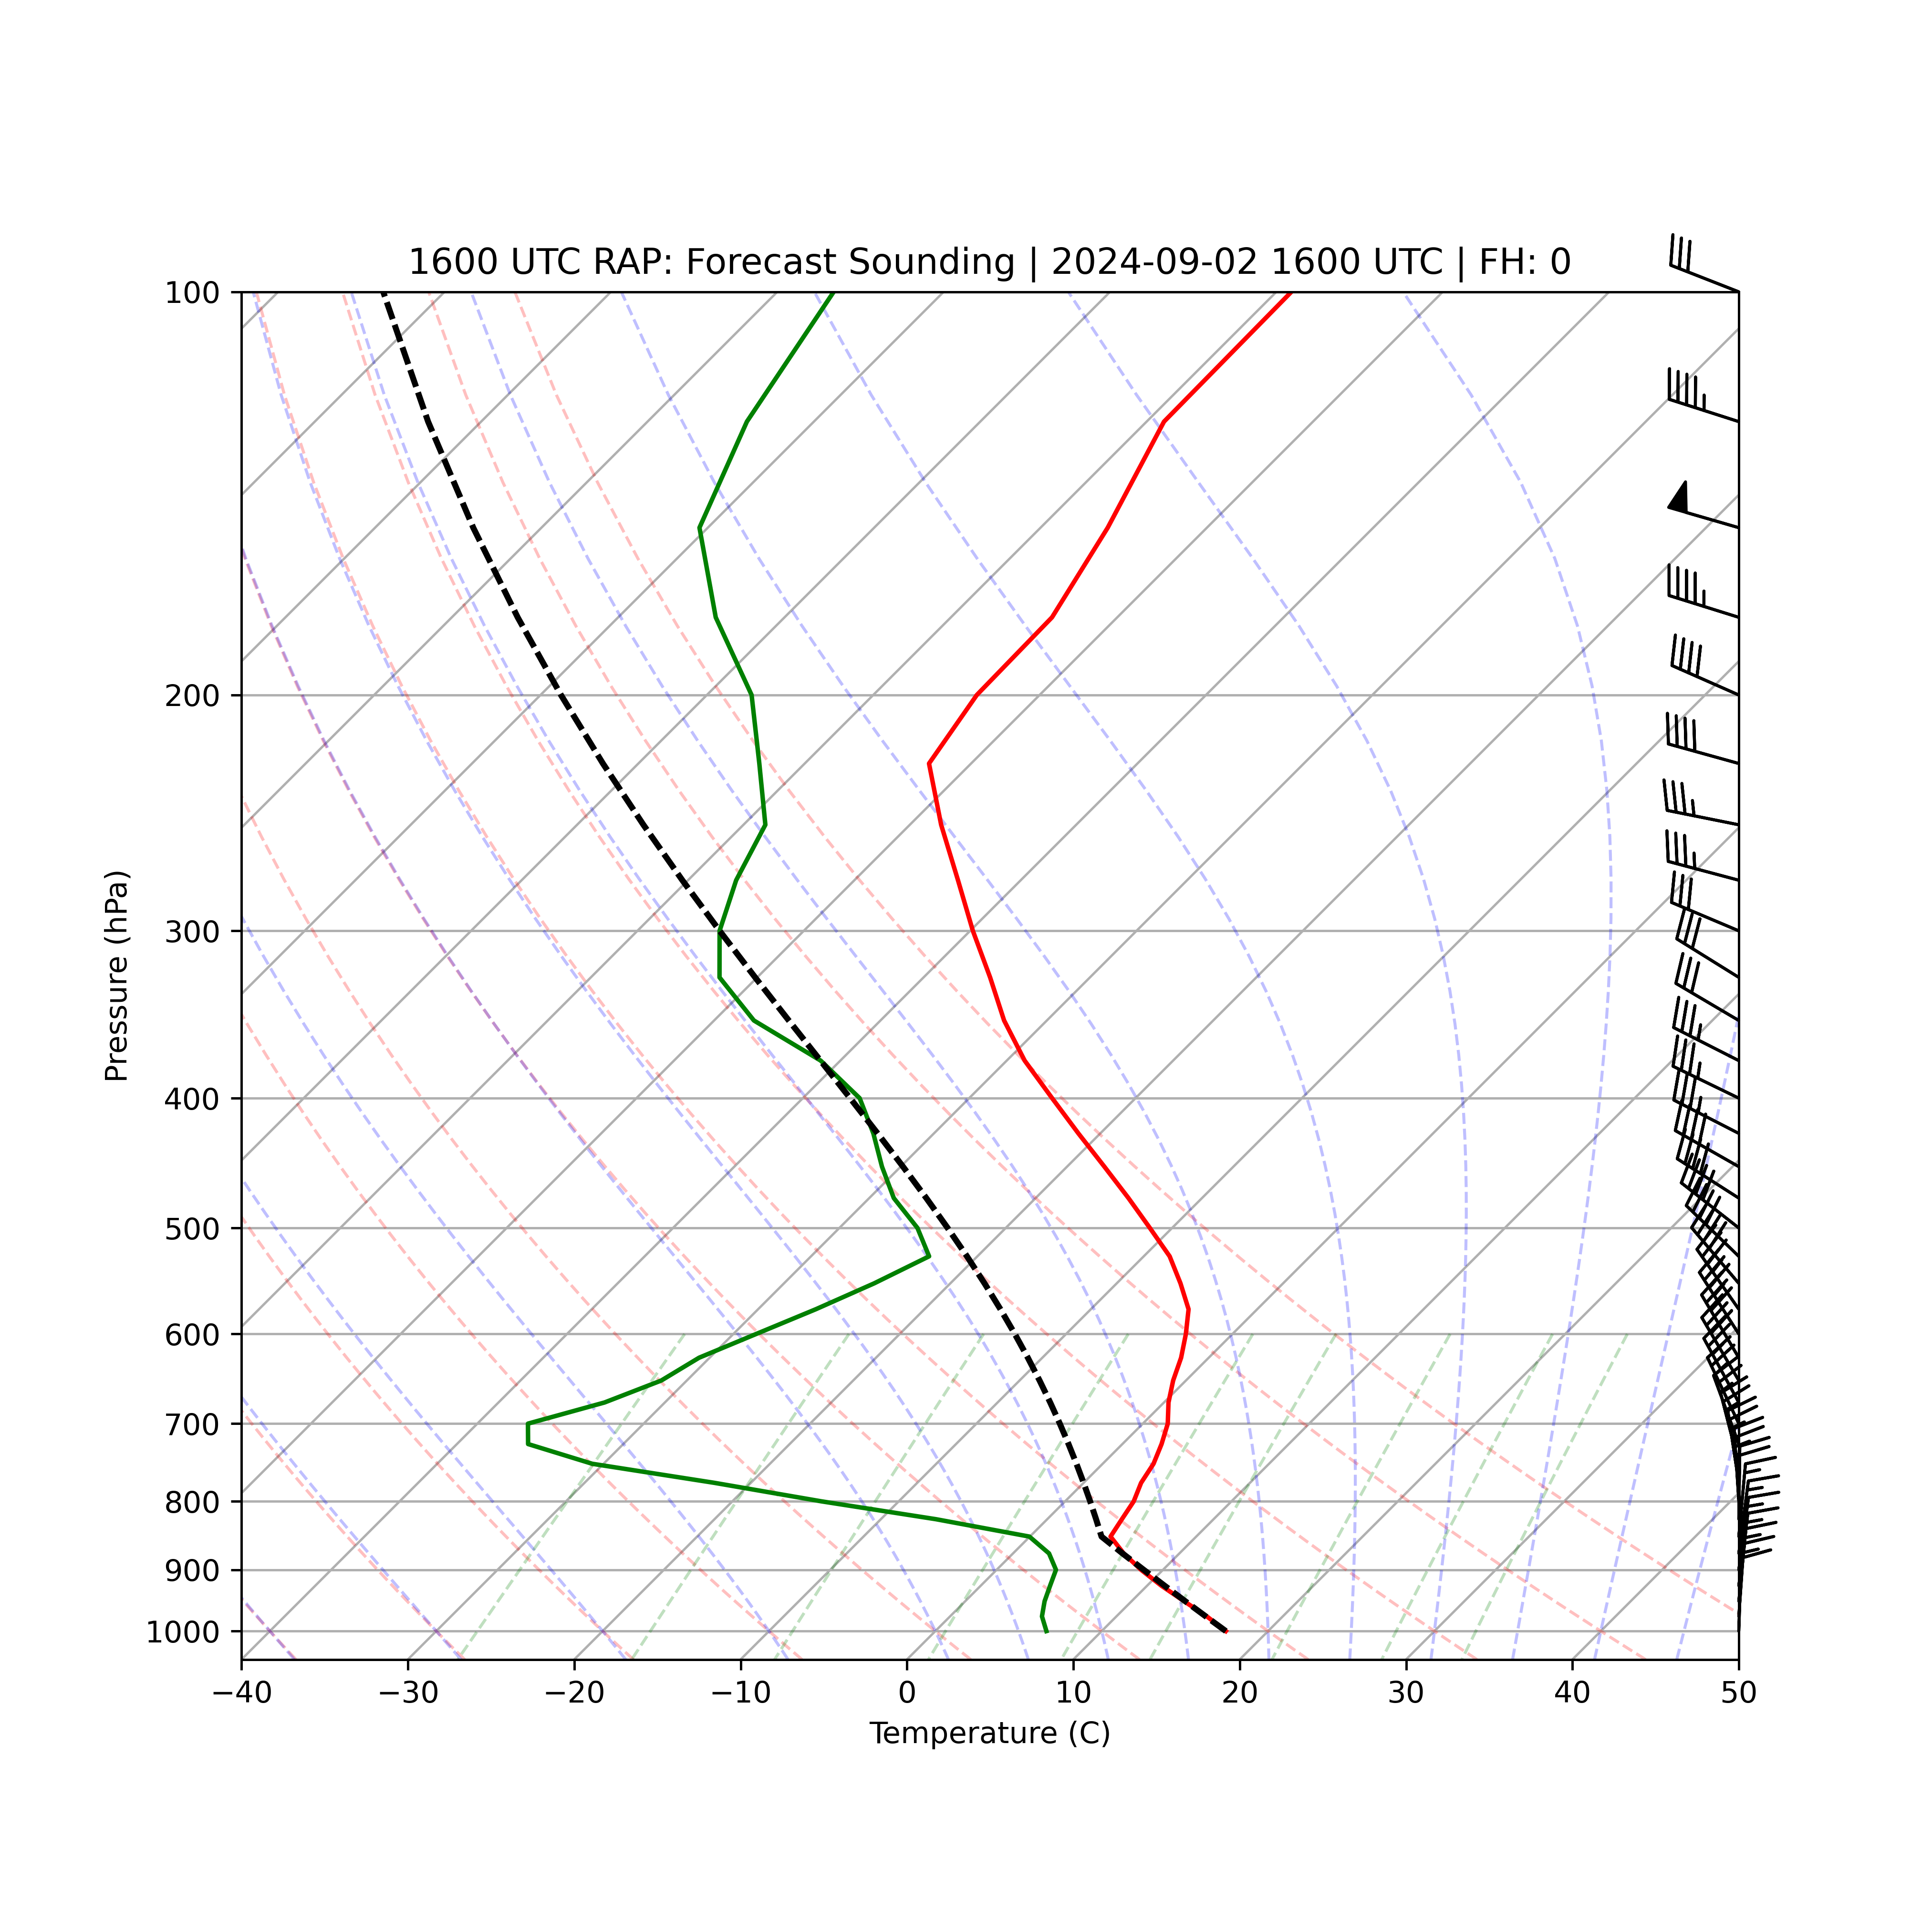 1600 UTC RAP: Forecast Sounding | 2024-09-02 1600 UTC | FH: 0
100
200
300
400
500
600
700
800
900
1000
Pressure (hPa)
−40 −30 −20 −10 0 10 20 30 40 50
Temperature (C)